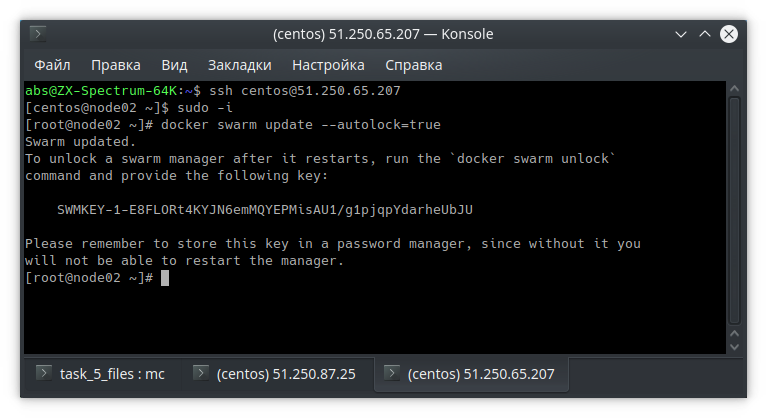 (centos) 51.250.65.207 — Konsole
Файл Правка Вид Закладки Настройка Справка
abs@ZX-Spectrum-64K:~$ ssh centos@51.250.65.207
[centos@node02 ~]$ sudo -i
[root@node02 ~]# docker swarm update --autolock=true
Swarm updated.
To unlock a swarm manager after it restarts, run the `docker swarm unlock`
command and provide the following key:
SWMKEY-1-E8FLORt4KYJN6emMQYEPMisAU1/g1pjqpYdarheUbJU
Please remember to store this key in a password manager, since without it you
will not be able to restart the manager.
[root@node02 ~]#
task_5_files : mc (centos) 51.250.87.25 (centos) 51.250.65.207